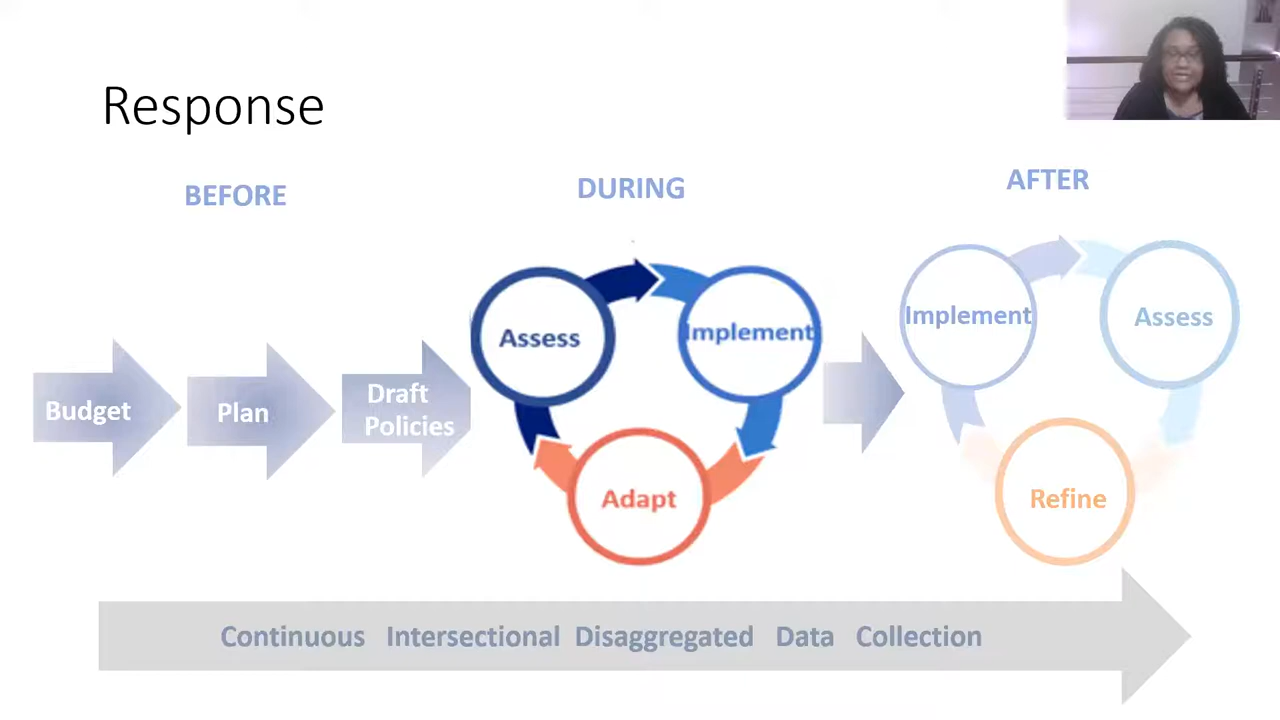 Response
BEFORE
DURING
AFTER
Budget
Plan
Draft
Policies
Assess
Implement
Adapt
Implement
Assess
Refine
Continuous Intersectional Disaggregated Data Collection